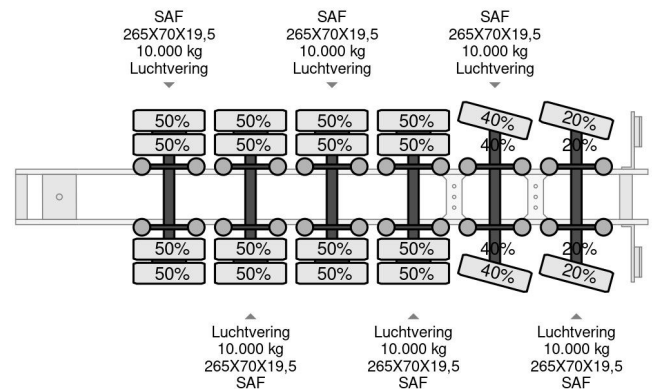 SAF SAF SAF
265X70X19,5 265X70X19,5 265X70X19,5
10.000 kg 10.000 kg 10.000 kg
Luchtvering Luchtvering Luchtvering
50% 50% 50% 50% 40% 20%
50% 50% 50% 50% 40% 20%
50% 50% 50% 50% 40% 20%
50% 50% 50% 50% 40% 20%
Luchtvering Luchtvering Luchtvering
10.000 kg 10.000 kg 10.000 kg
265X70X19,5 265X70X19,5 265X70X19,5
SAF SAF SAF